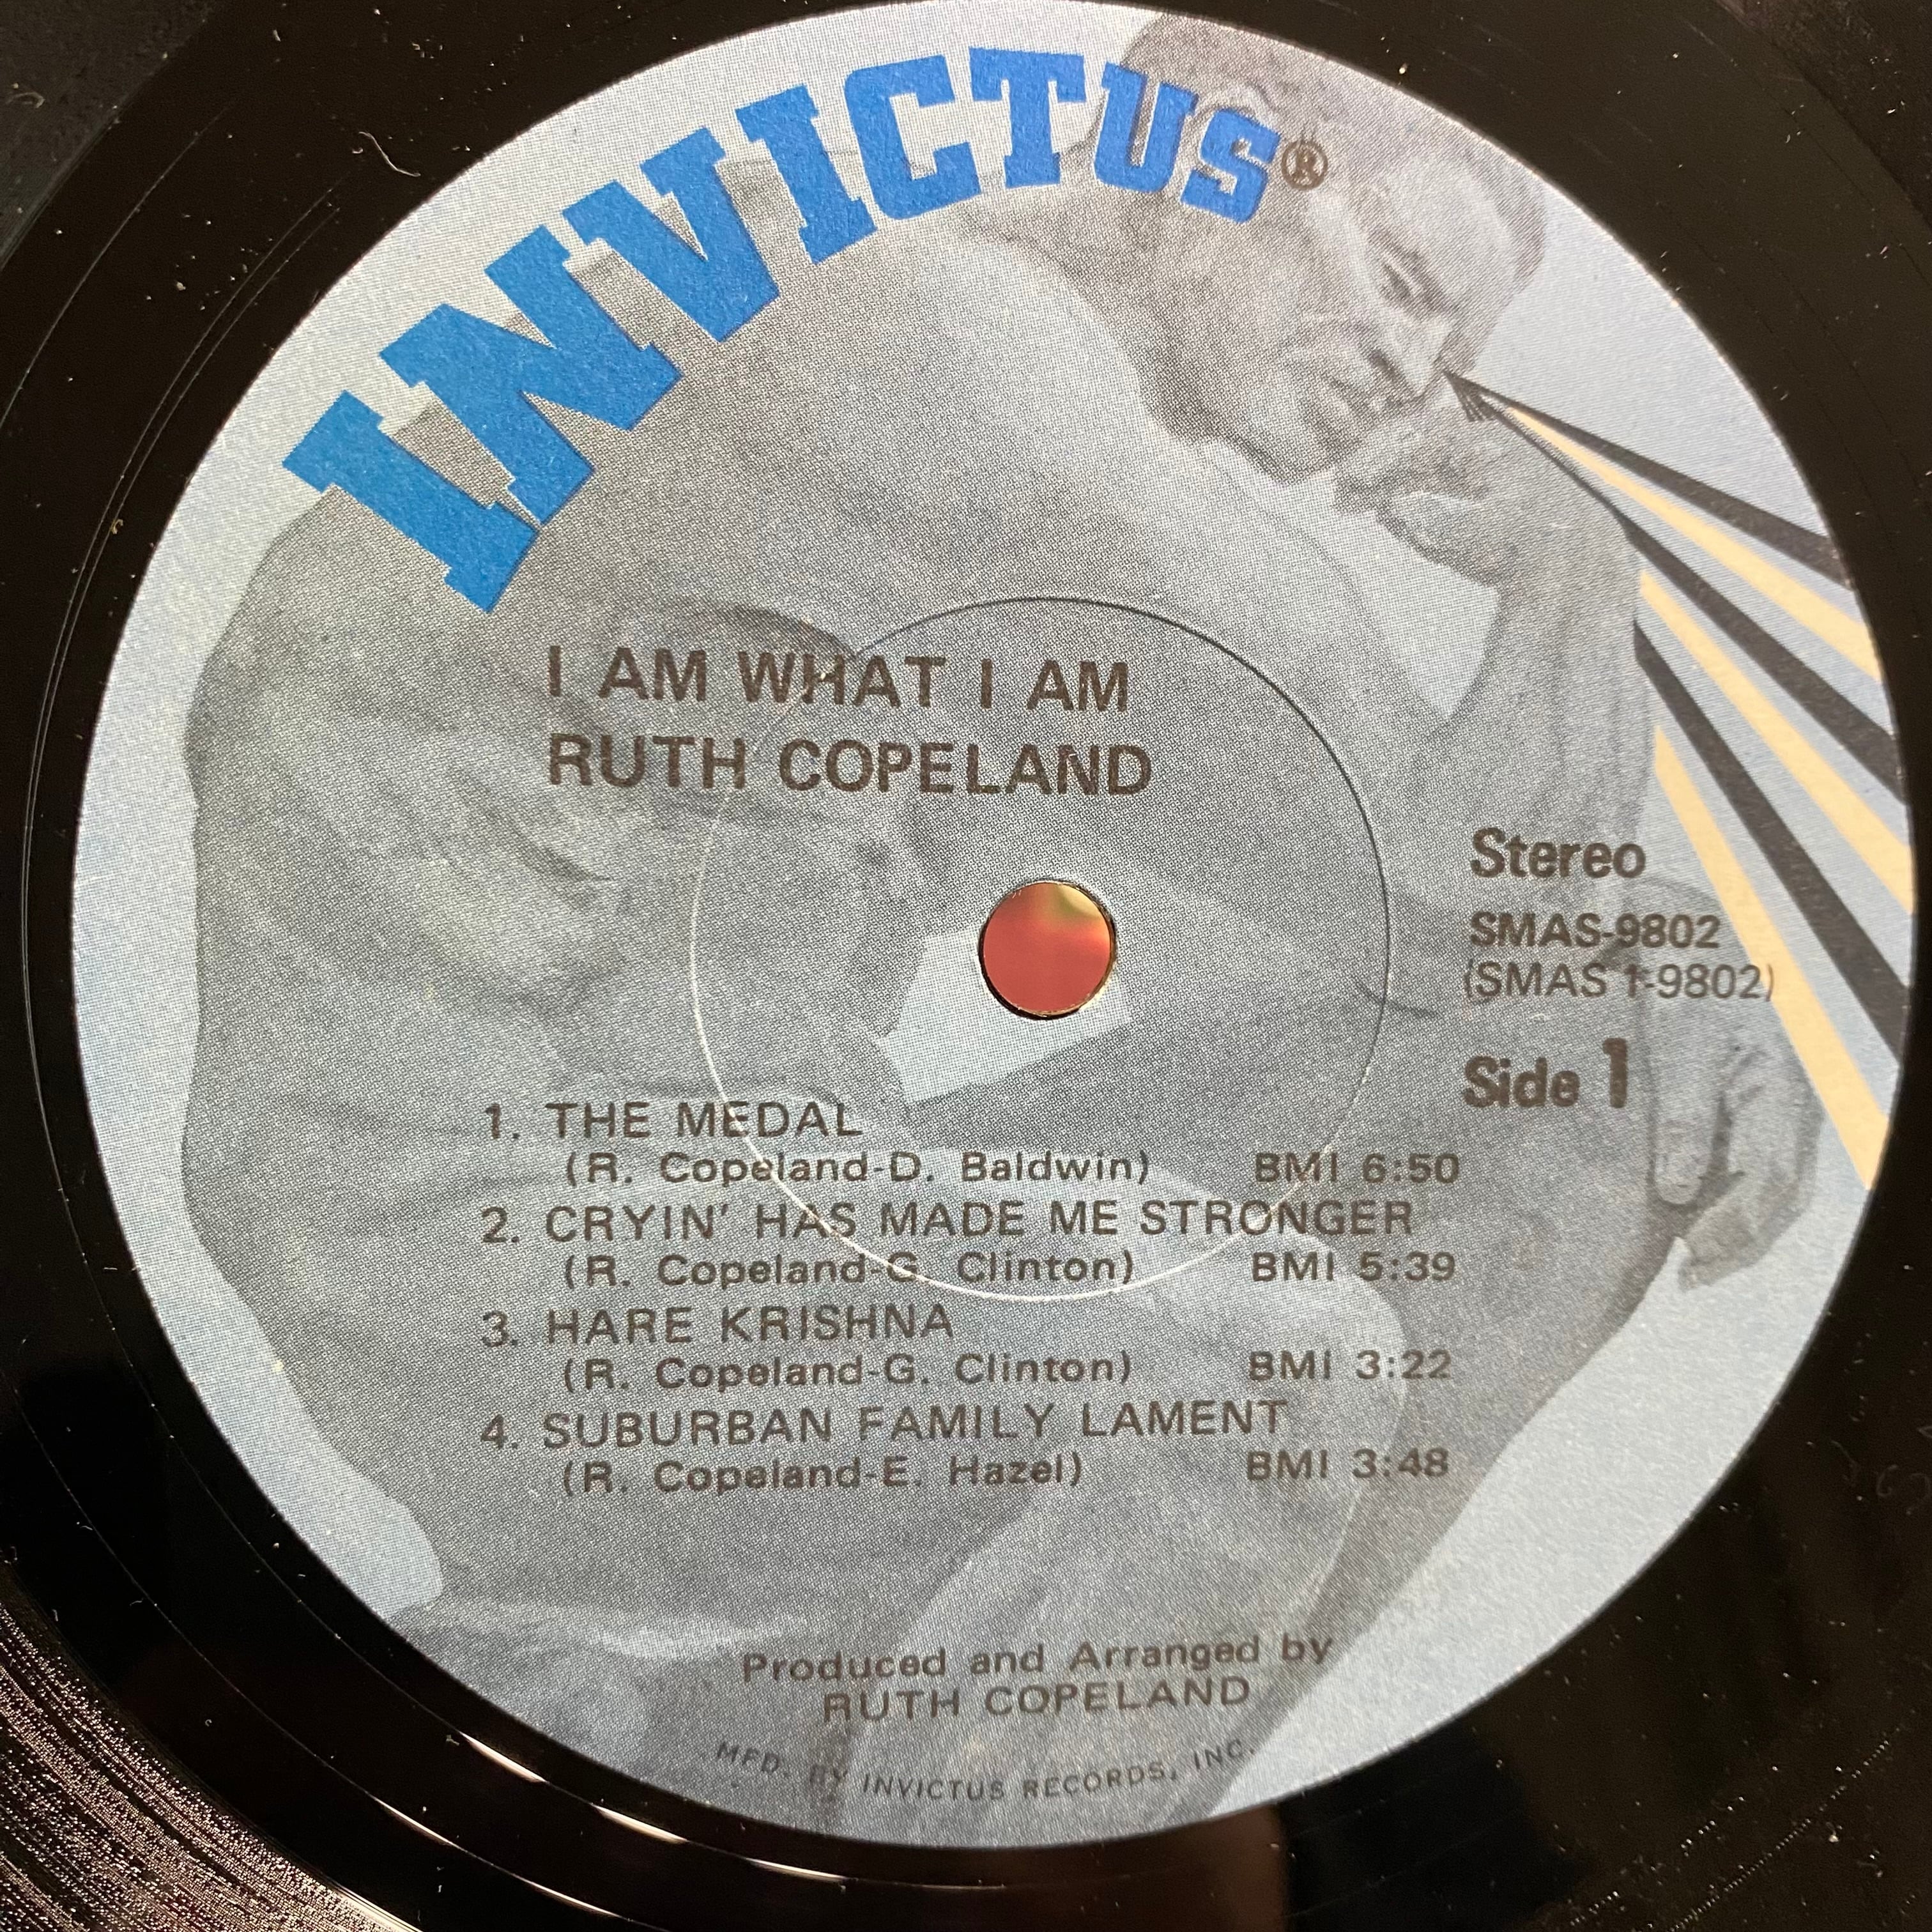 INVICTUS®
I AM WHAT I AM
RUTH COPELAND
Stereo
SMAS-9802
(SMAS 1-9802)
Side 1
1. THE MEDAL
(R. Copeland-D. Baldwin) BMI 6:50
2. CRYIN' HAS MADE ME STRONGER
(R. Copeland-G. Clinton) BMI 5:39
3. HARE KRISHNA
(R. Copeland-G. Clinton) BMI 3:22
4. SUBURBAN FAMILY LAMENT
(R. Copeland-E. Hazel) BMI 3:48
Produced and Arranged by
RUTH COPELAND
MFD. BY INVICTUS RECORDS, INC.